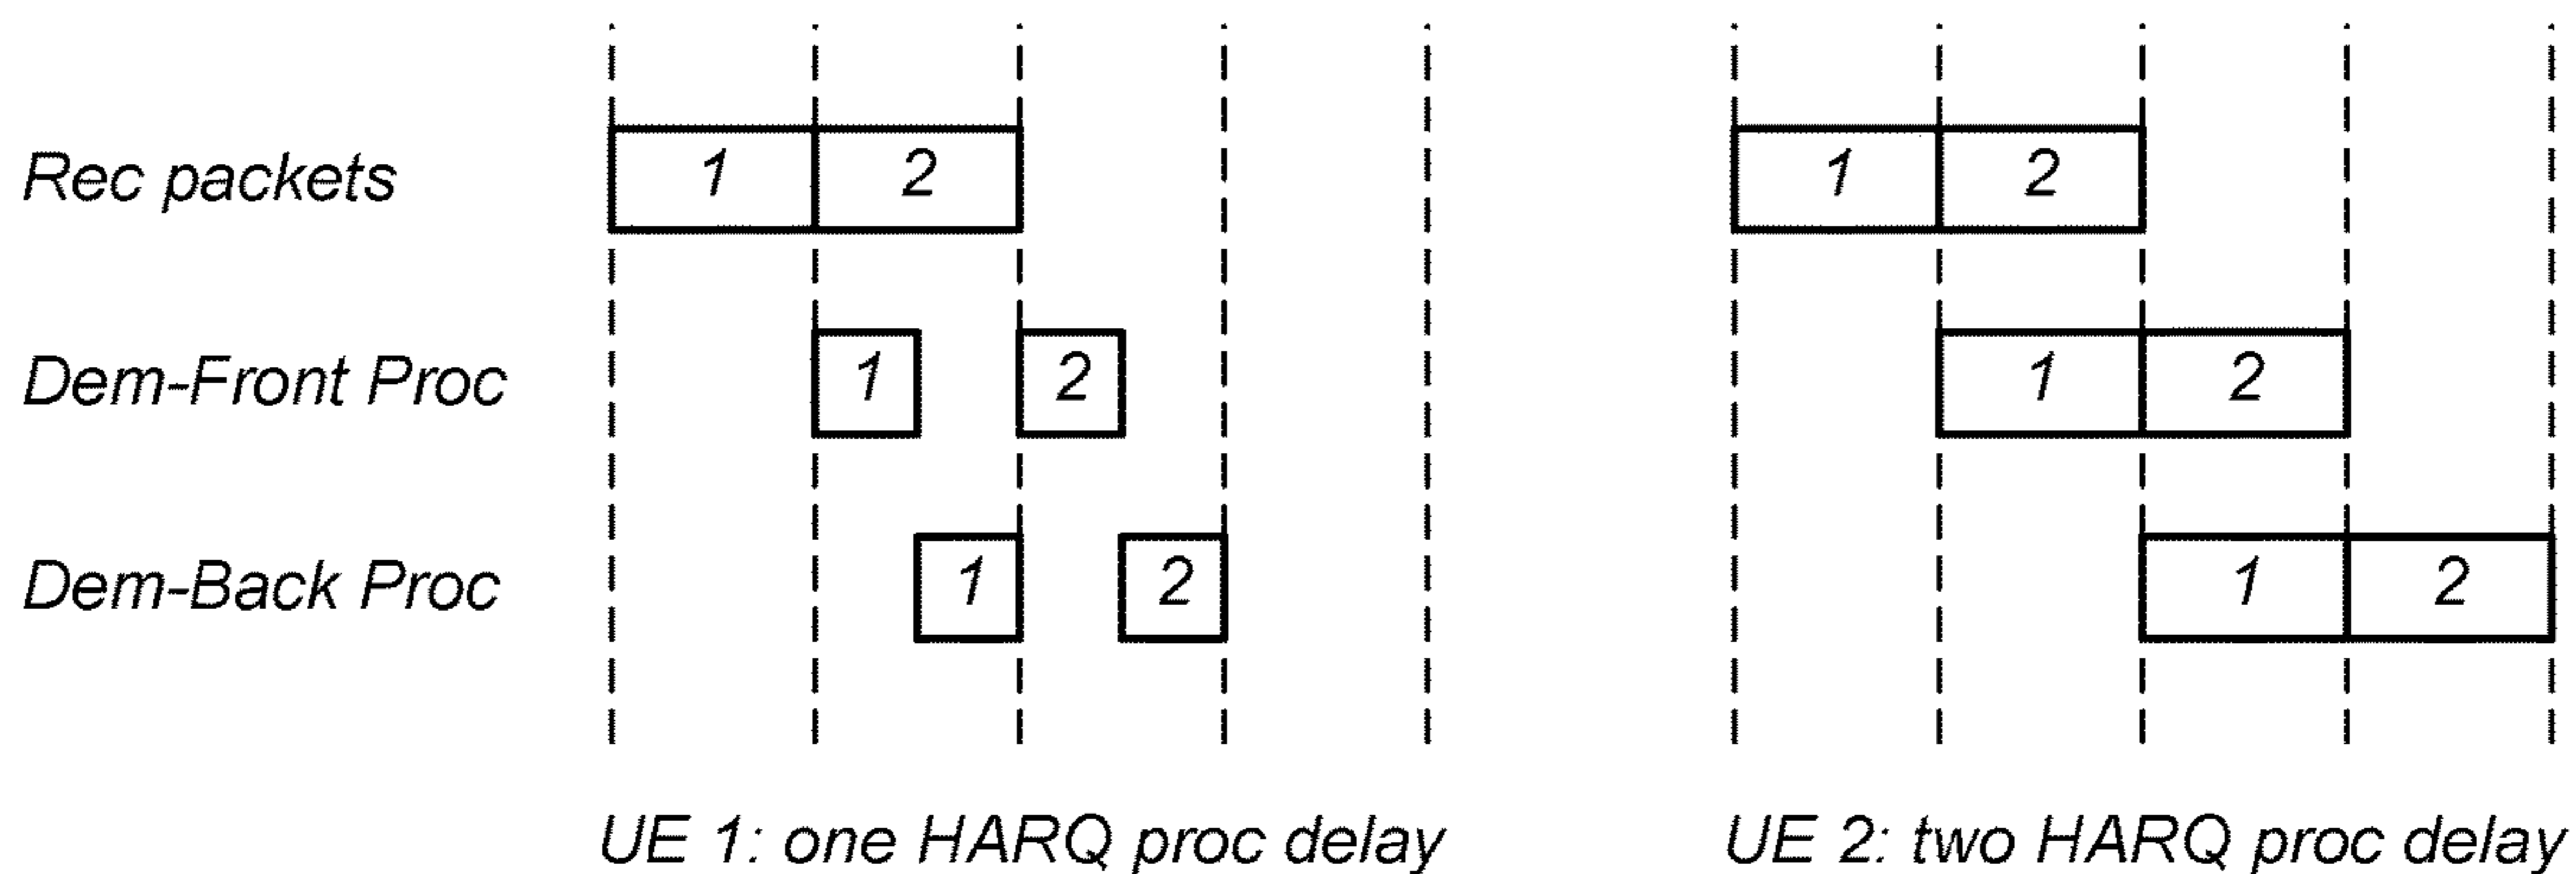 Rec packets 1 2 1 2
Dem-Front Proc 1 2 1 2
Dem-Back Proc 1 2 1 2
UE 1: one HARQ proc delay UE 2: two HARQ proc delay